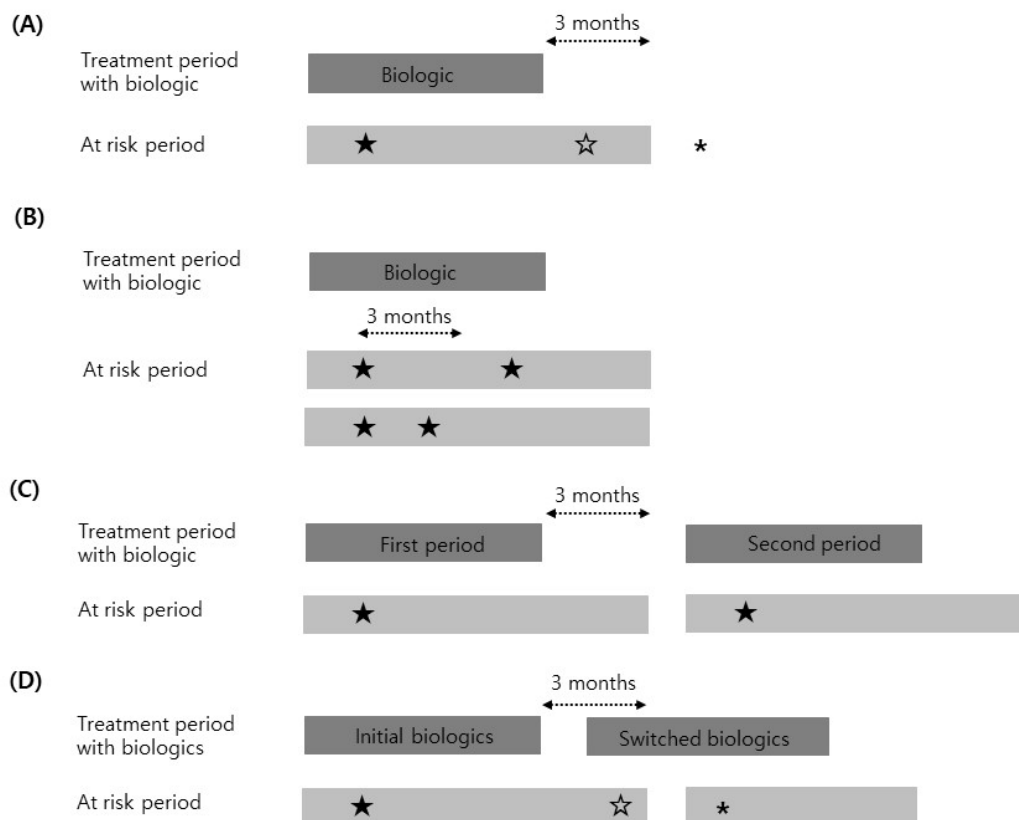 (A)
3 months
Treatment period
with biologic
Biologic
At risk period
*
(B)
Treatment period
with biologic
Biologic
3 months
At risk period
(C)
3 months
Treatment period
with biologic
First period
Second period
At risk period
(D)
3 months
Treatment period
with biologics
Initial biologics
Switched biologics
At risk period
*